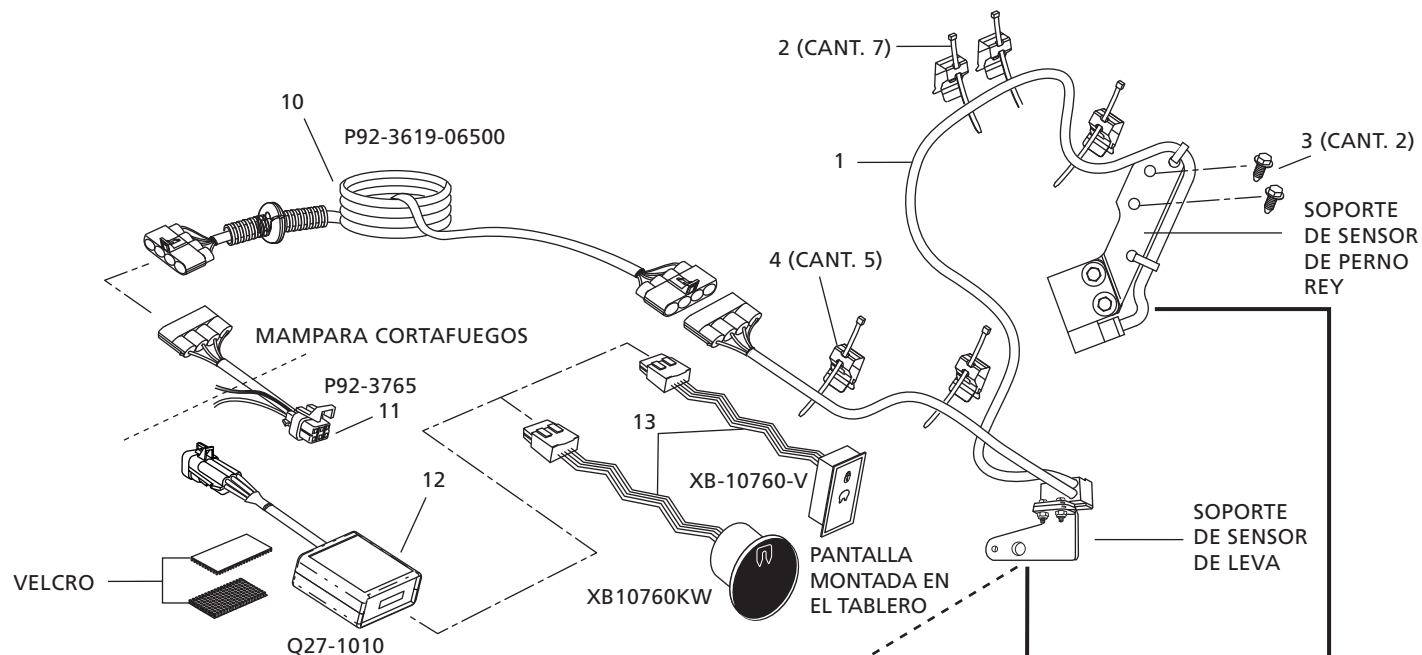 2 (CANT. 7)
10
P92-3619-06500
1
3 (CANT. 2)
SOPORTE
DE SENSOR
DE PERNO
REY
4 (CANT. 5)
MAMPARA CORTAFUEGOS
P92-3765
11
13
12
XB-10760-V
SOPORTE
DE SENSOR
DE LEVA
PANTALLA
MONTADA EN
EL TABLERO
VELCRO
XB10760KW
Q27-1010